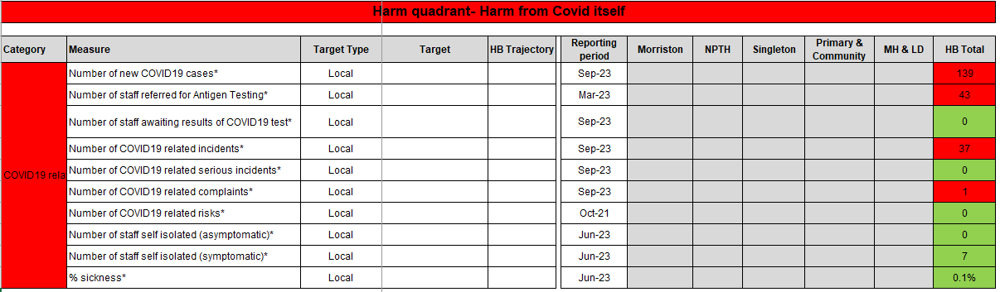 Harm quadrant- Harm from Covid itself
Category Measure Target Type Target HB Trajectory Reporting period Morriston NPTH Singleton Primary & Community MH & LD HB Total
COVID19 rela
Number of new COVID19 cases* Local Sep-23 139
Number of staff referred for Antigen Testing* Local Mar-23 43
Number of staff awaiting results of COVID19 test* Local Sep-23 0
Number of COVID19 related incidents* Local Sep-23 37
Number of COVID19 related serious incidents* Local Sep-23 0
Number of COVID19 related complaints* Local Sep-23 1
Number of COVID19 related risks* Local Oct-21 0
Number of staff self isolated (asymptomatic)* Local Jun-23 0
Number of staff self isolated (symptomatic)* Local Jun-23 7
% sickness* Local Jun-23 0.1%